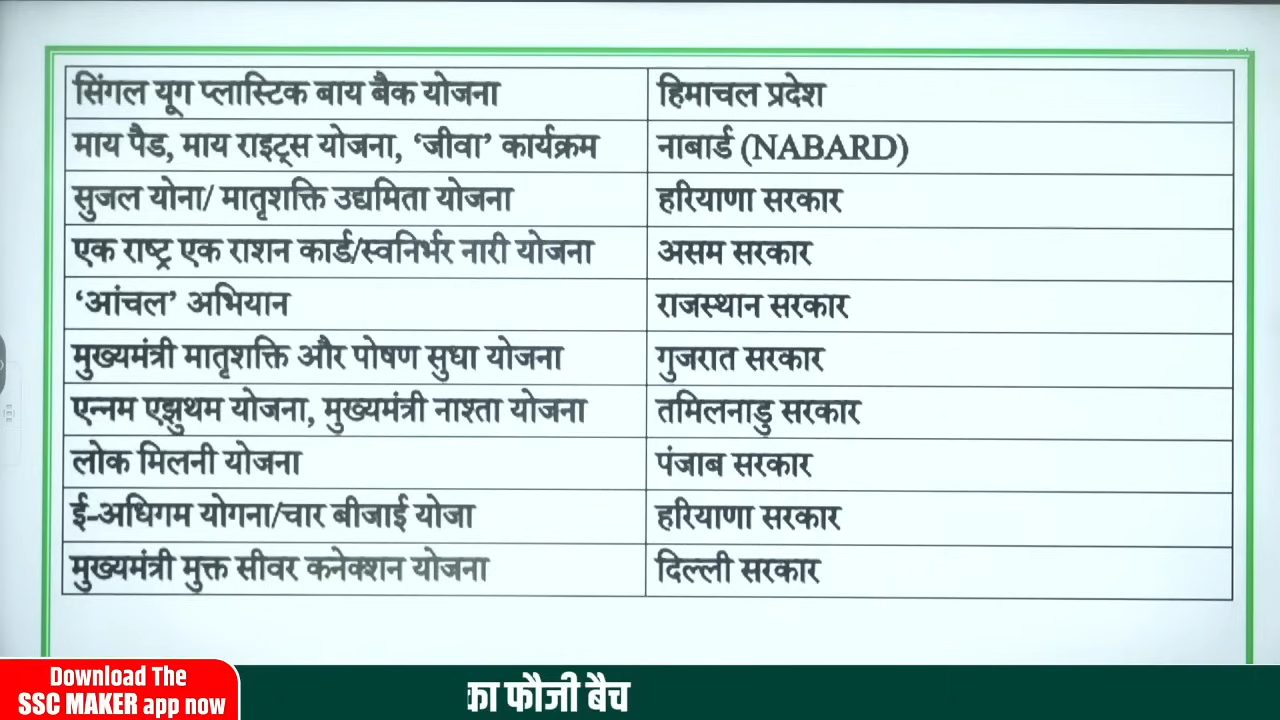 सिंगल यूग प्लास्टिक बाय बैक योजना हिमाचल प्रदेश
माय पैड, माय राइट्स योजना, ‘जीवा’ कार्यक्रम नाबार्ड (NABARD)
सुजल योना/ मातृशक्ति उद्यमिता योजना हरियाणा सरकार
एक राष्ट्र एक राशन कार्ड/स्वनिर्भर नारी योजना असम सरकार
‘आंचल’ अभियान राजस्थान सरकार
मुख्यमंत्री मातृशक्ति और पोषण सुधा योजना गुजरात सरकार
एन्नम एझुथम योजना, मुख्यमंत्री नाश्ता योजना तमिलनाडु सरकार
लोक मिलनी योजना पंजाब सरकार
ई-अधिगम योगना/चार बीजाई योजा हरियाणा सरकार
मुख्यमंत्री मुक्त सीवर कनेक्शन योजना दिल्ली सरकार
Download The
SSC MAKER app now
का फौजी बैच